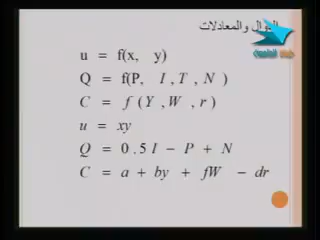 الدوال والمعادلات
u = f(x, y)
Q = f(P, I , T , N )
C = f ( Y , W , r )
u = xy
Q = 0 . 5 I − P + N
C = a + by + fW − dr